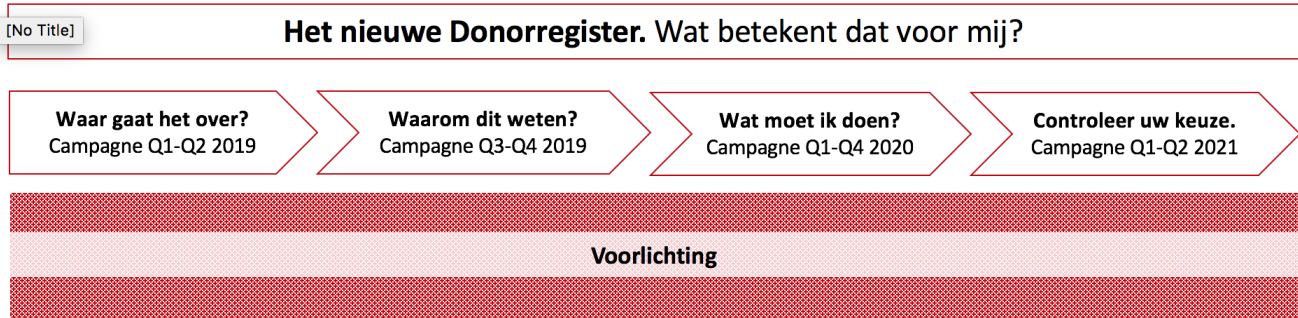 [No Title]
Het nieuwe Donorregister. Wat betekent dat voor mij?
Waar gaat het over?
Campagne Q1-Q2 2019
Waarom dit weten?
Campagne Q3-Q4 2019
Wat moet ik doen?
Campagne Q1-Q4 2020
Controleer uw keuze.
Campagne Q1-Q2 2021
Voorlichting